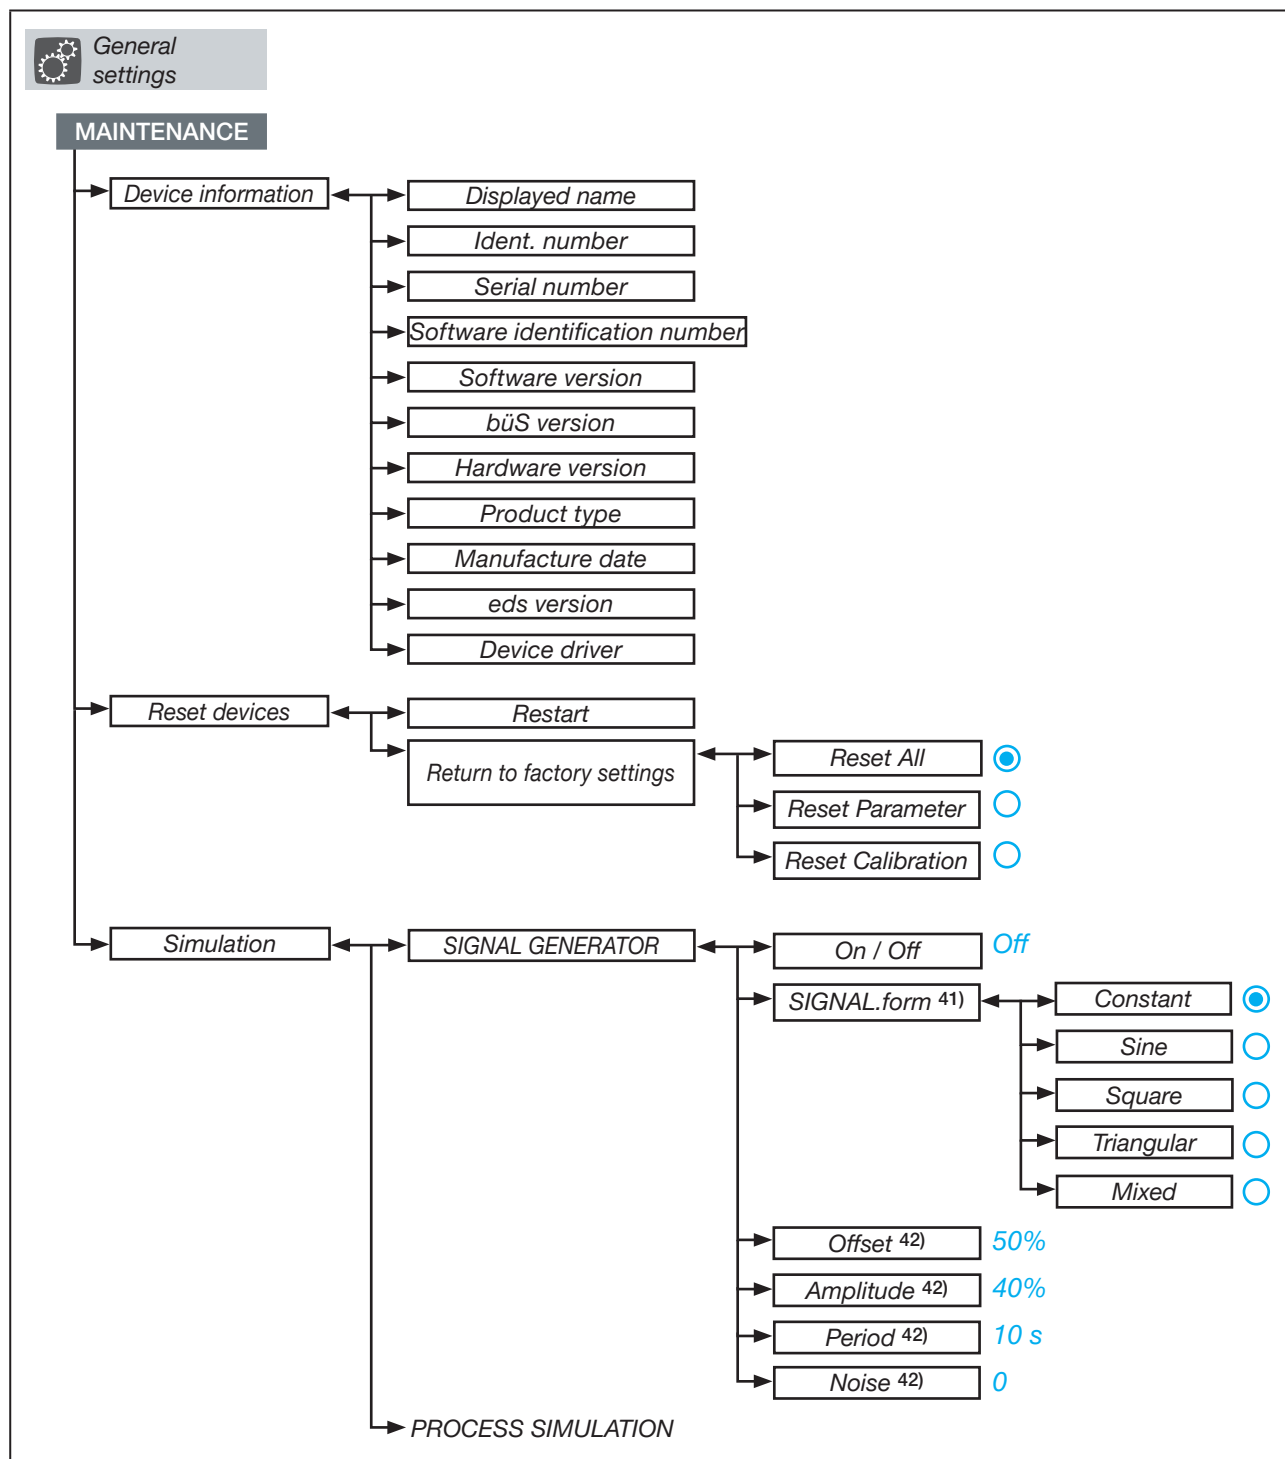 General
settings
MAINTENANCE
Device information
Displayed name
Ident. number
Serial number
Software identification number
Software version
büS version
Hardware version
Product type
Manufacture date
eds version
Device driver
Reset devices
Restart
Return to factory settings
Reset All
Reset Parameter
Reset Calibration
Simulation
SIGNAL GENERATOR
On / Off
Off
SIGNAL.form 41)
Constant
Sine
Square
Triangular
Mixed
Offset 42)
50%
Amplitude 42)
40%
Period 42)
10 s
Noise 42)
0
PROCESS SIMULATION